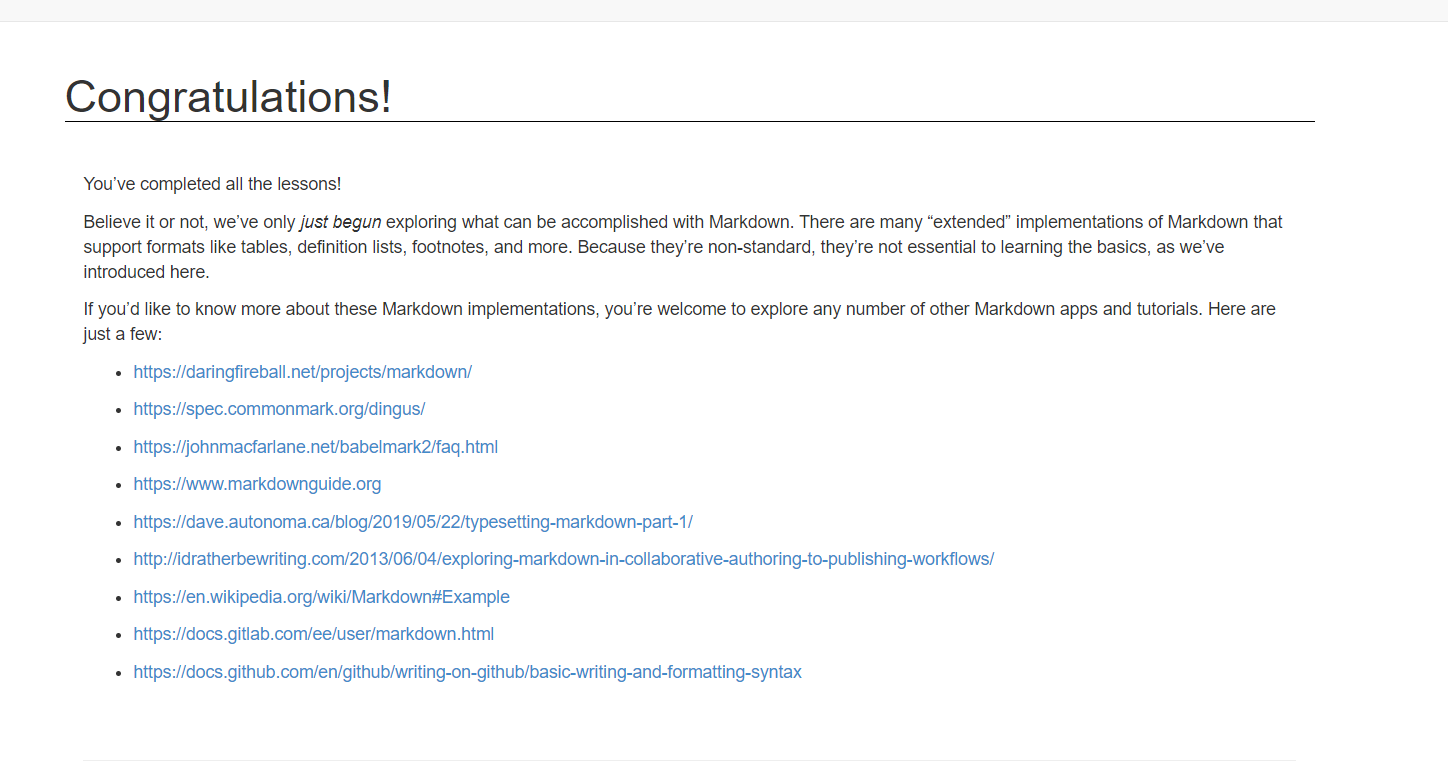 Congratulations!
You’ve completed all the lessons!
Believe it or not, we’ve only just begun exploring what can be accomplished with Markdown. There are many “extended” implementations of Markdown that
support formats like tables, definition lists, footnotes, and more. Because they’re non-standard, they’re not essential to learning the basics, as we’ve
introduced here.
If you’d like to know more about these Markdown implementations, you’re welcome to explore any number of other Markdown apps and tutorials. Here are
just a few:
https://daringfireball.net/projects/markdown/
https://spec.commonmark.org/dingus/
https://johnmacfarlane.net/babelmark2/faq.html
https://www.markdownguide.org
https://dave.autonoma.ca/blog/2019/05/22/typesetting-markdown-part-1/
http://idratherbewriting.com/2013/06/04/exploring-markdown-in-collaborative-authoring-to-publishing-workflows/
https://en.wikipedia.org/wiki/Markdown#Example
https://docs.gitlab.com/ee/user/markdown.html
https://docs.github.com/en/github/writing-on-github/basic-writing-and-formatting-syntax